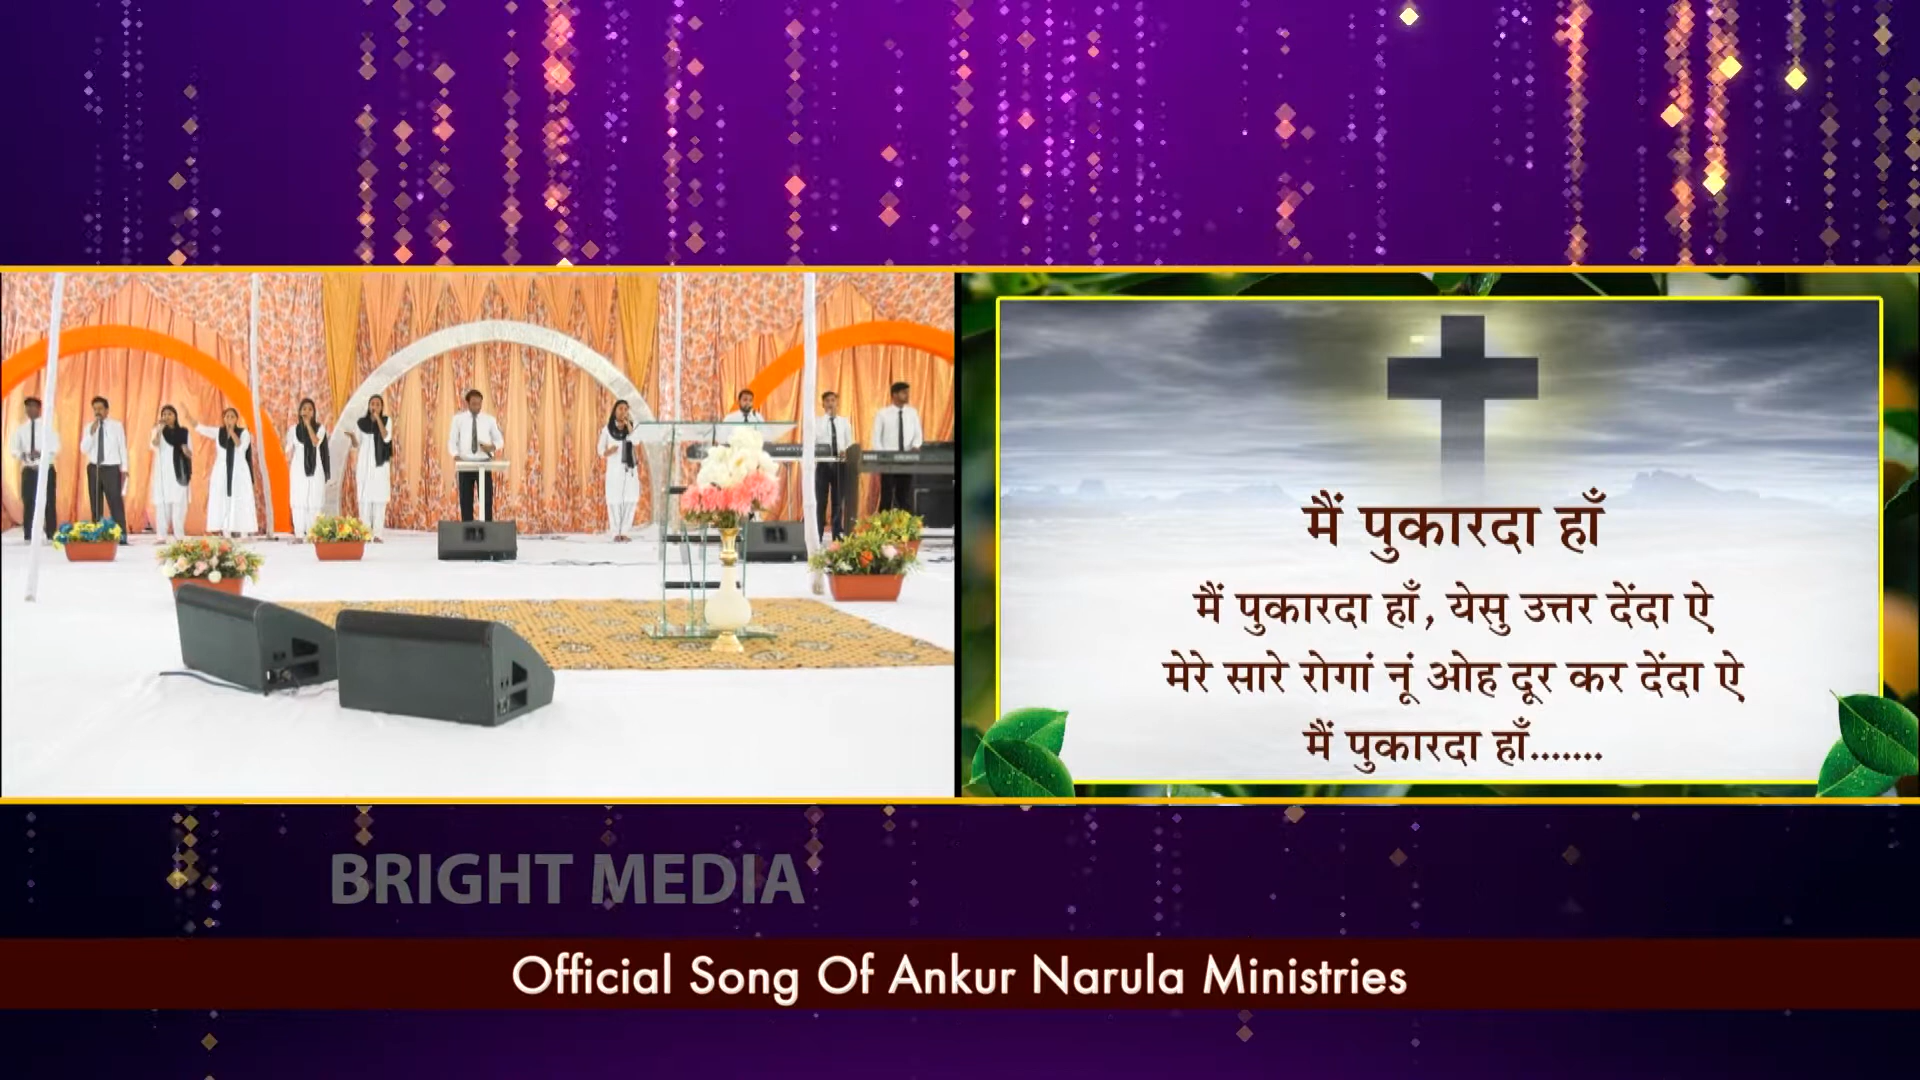 मैं पुकारदा हाँ
मैं पुकारदा हाँ, येसु उत्तर देंदा ऐ
मेरे सारे रोगां नूं ओह दूर कर देंदा ऐ
मैं पुकारदा हाँ.......
BRIGHT MEDIA
Official Song Of Ankur Narula Ministries